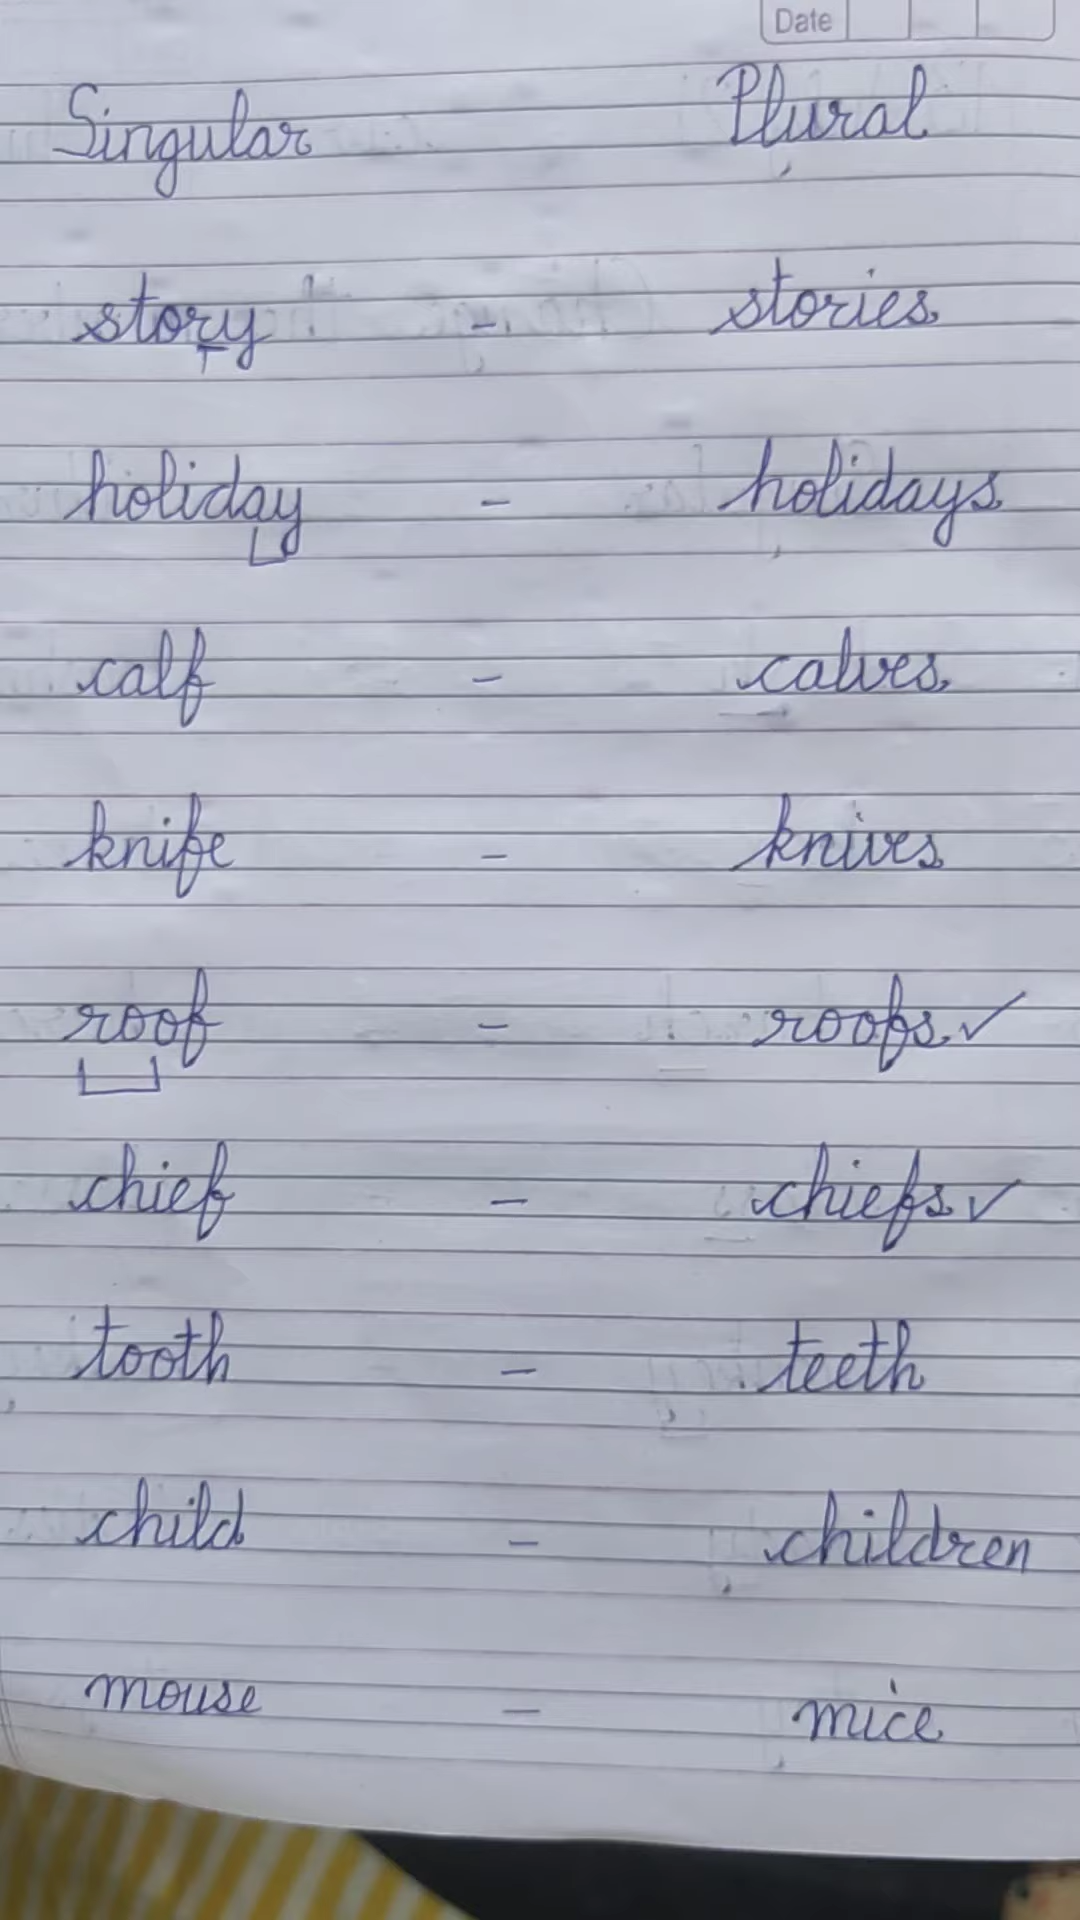 Date
Singular Plural
story - stories
holiday - holidays
calf - calves
knife - knives
roof - roofs ✓
chief - chiefs ✓
tooth - teeth
child - children
mouse - mice